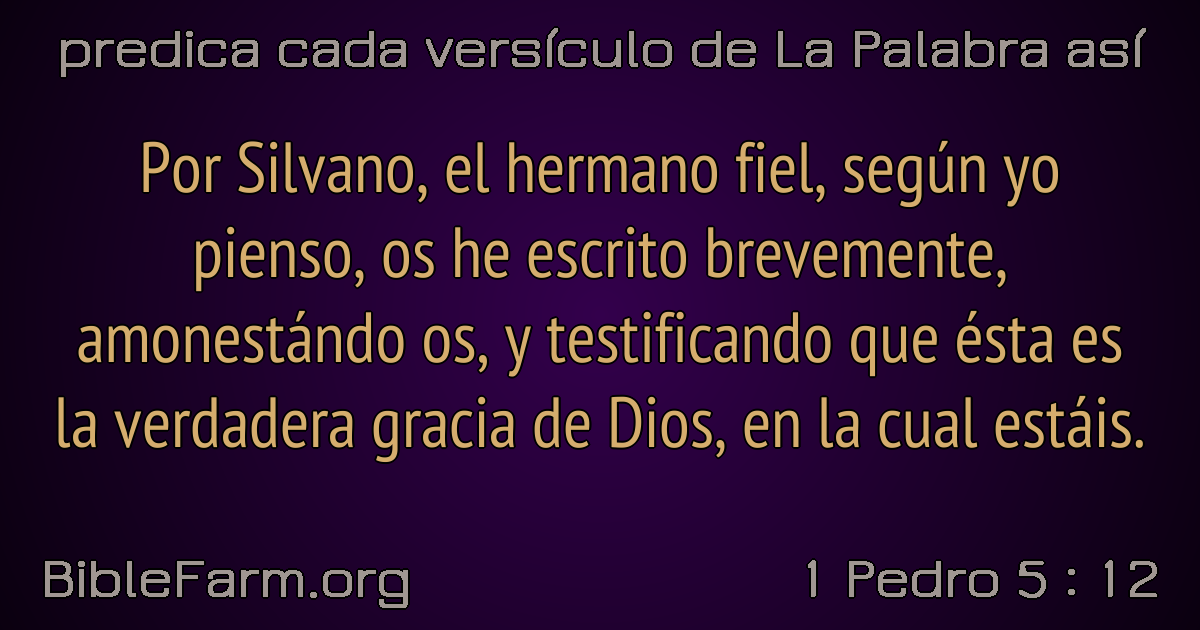 predica cada versículo de La Palabra así
Por Silvano, el hermano fiel, según yo
pienso, os he escrito brevemente,
amonestándo os, y testificando que ésta es
la verdadera gracia de Dios, en la cual estáis.
BibleFarm.org
1 Pedro 5 : 12